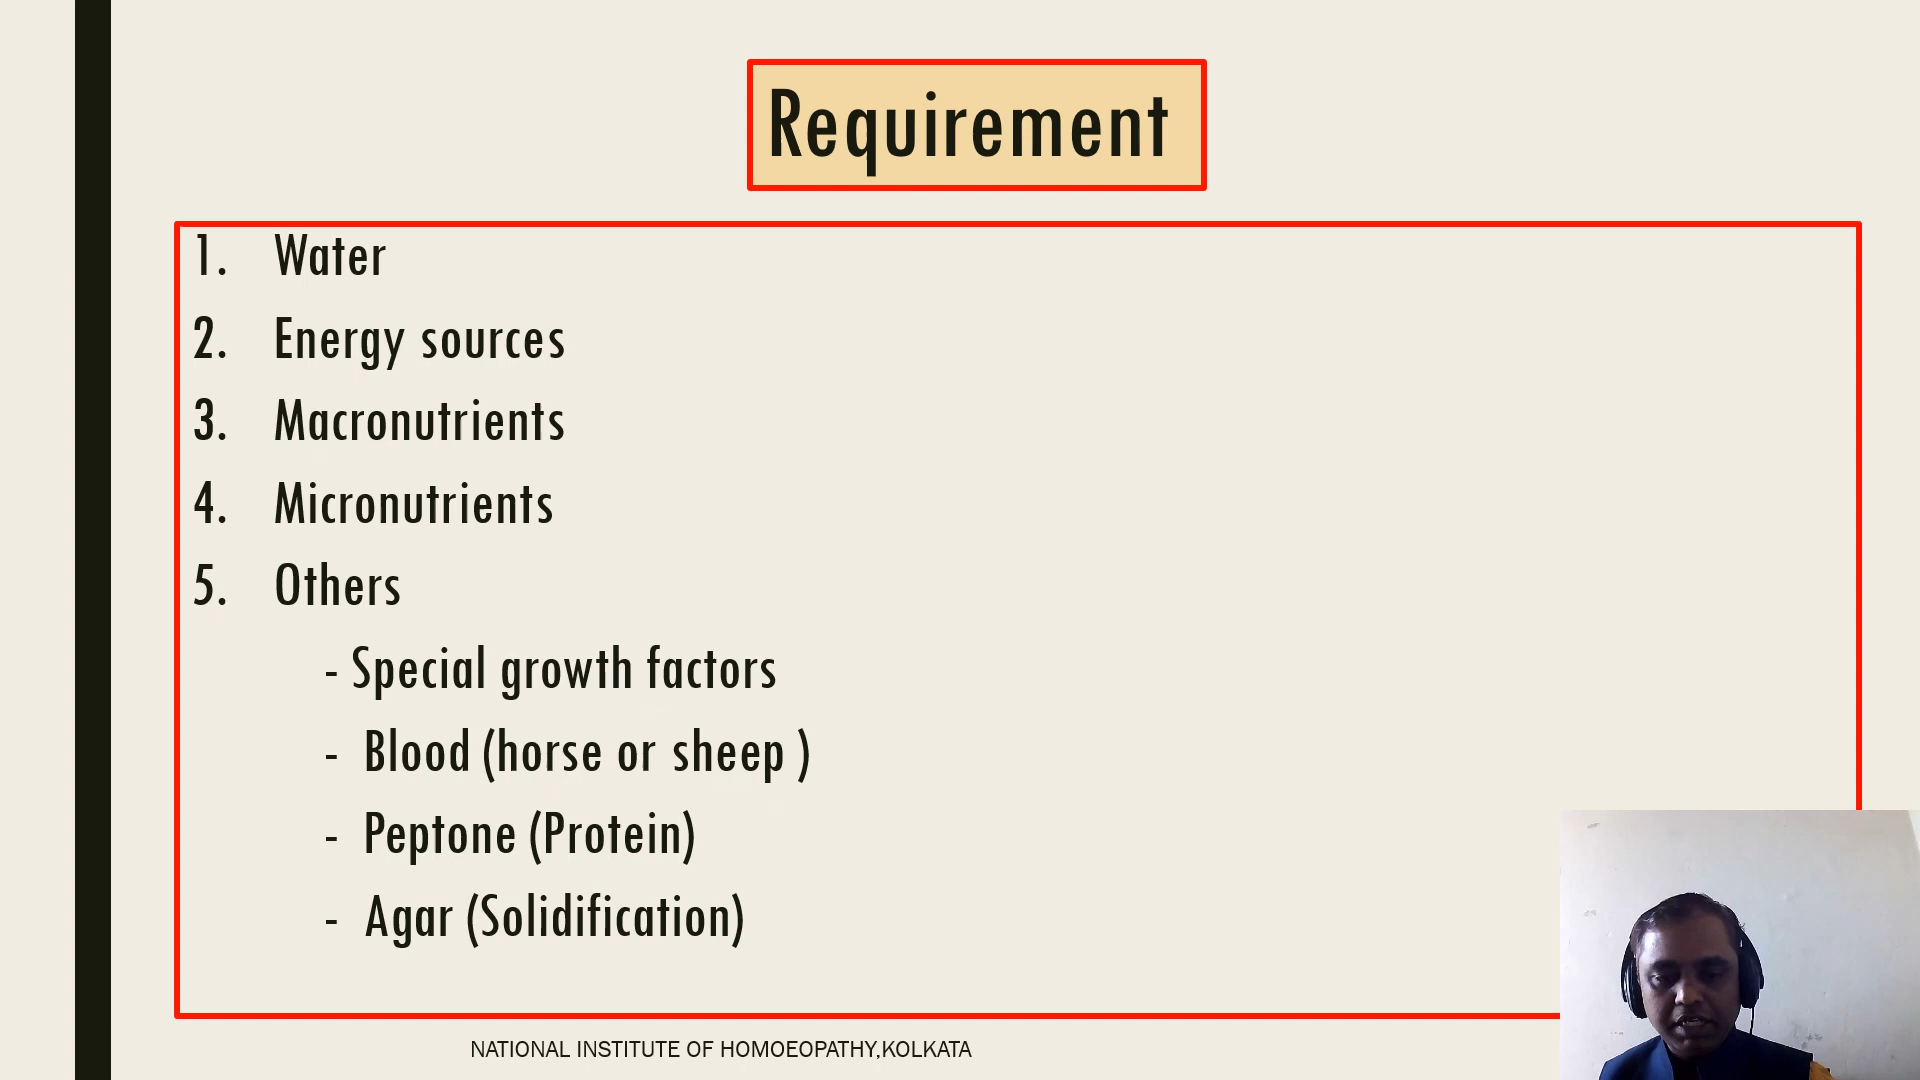 Requirement
1. Water
2. Energy sources
3. Macronutrients
4. Micronutrients
5. Others
- Special growth factors
- Blood (horse or sheep )
- Peptone (Protein)
- Agar (Solidification)
NATIONAL INSTITUTE OF HOMOEOPATHY,KOLKATA